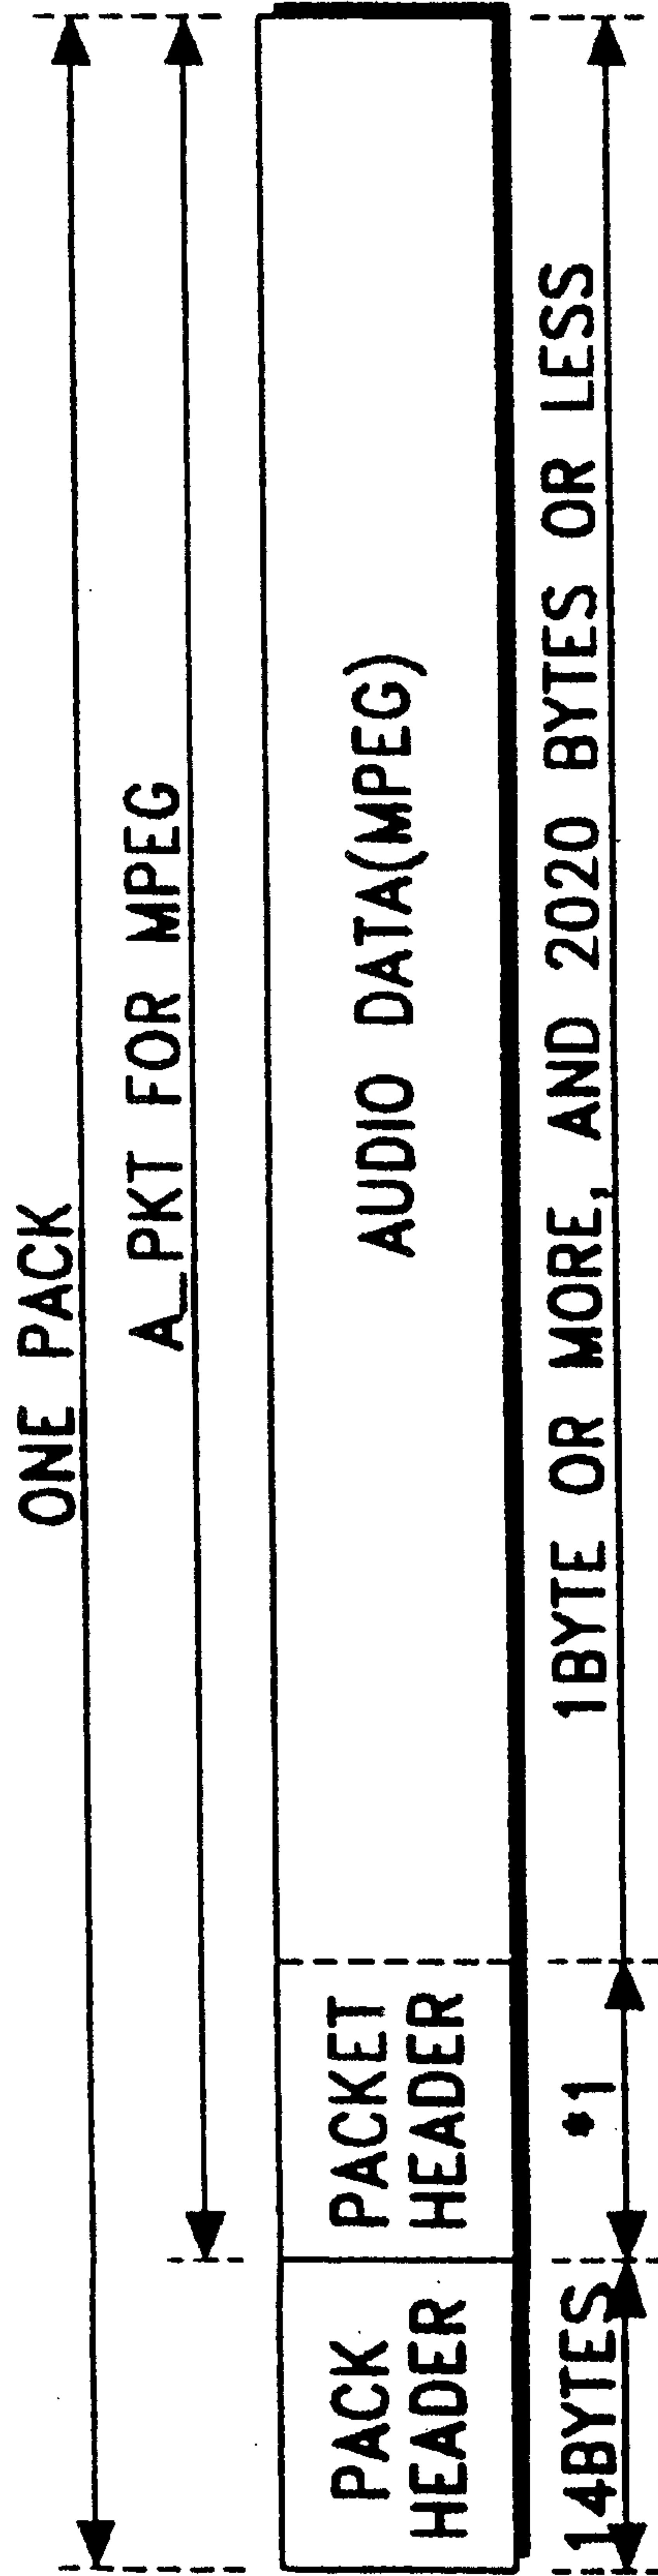 ONE PACK
A_PKT FOR MPEG
PACK
HEADER
PACKET
HEADER
AUDIO DATA(MPEG)
14BYTES
*1
1BYTE OR MORE, AND 2020 BYTES OR LESS